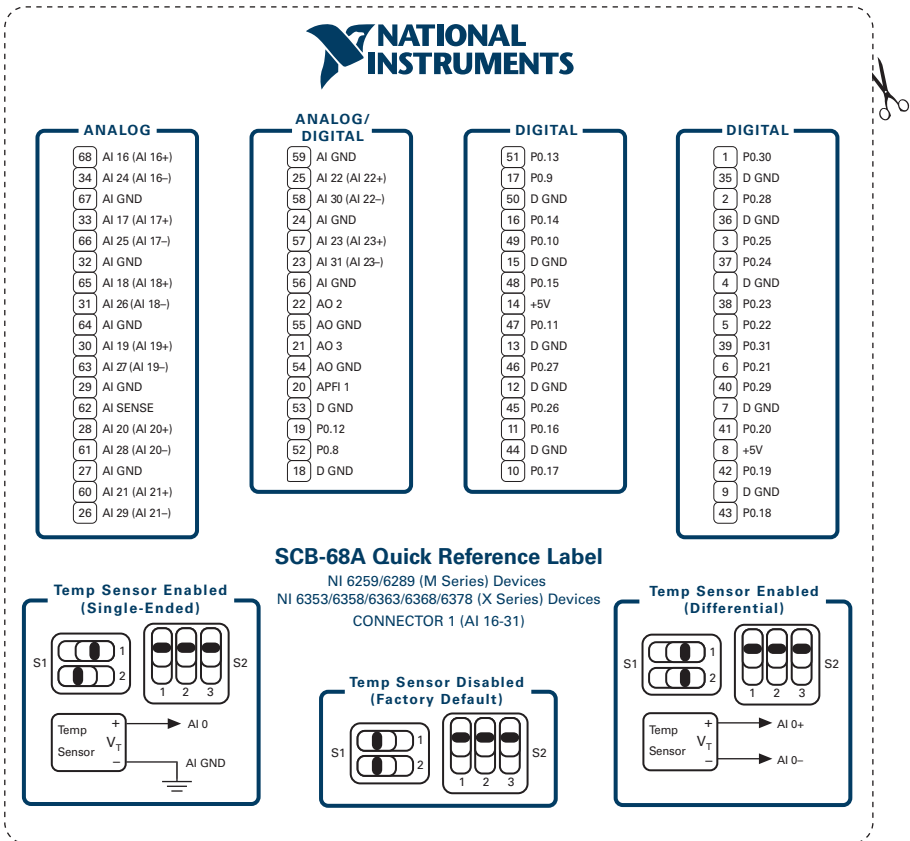 NATIONAL
INSTRUMENTS
ANALOG
68 AI 16 (AI 16+)
34 AI 24 (AI 16–)
67 AI GND
33 AI 17 (AI 17+)
66 AI 25 (AI 17–)
32 AI GND
65 AI 18 (AI 18+)
31 AI 26 (AI 18–)
64 AI GND
30 AI 19 (AI 19+)
63 AI 27 (AI 19–)
29 AI GND
62 AI SENSE
28 AI 20 (AI 20+)
61 AI 28 (AI 20–)
27 AI GND
60 AI 21 (AI 21+)
26 AI 29 (AI 21–)
ANALOG/
DIGITAL
59 AI GND
25 AI 22 (AI 22+)
58 AI 30 (AI 22–)
24 AI GND
57 AI 23 (AI 23+)
23 AI 31 (AI 23–)
56 AI GND
22 AO 2
55 AO GND
21 AO 3
54 AO GND
20 APFI 1
53 D GND
19 P0.12
52 P0.8
18 D GND
DIGITAL
51 P0.13
17 P0.9
50 D GND
16 P0.14
49 P0.10
15 D GND
48 P0.15
14 +5V
47 P0.11
13 D GND
46 P0.27
12 D GND
45 P0.26
11 P0.16
44 D GND
10 P0.17
DIGITAL
1 P0.30
35 D GND
2 P0.28
36 D GND
3 P0.25
37 P0.24
4 D GND
38 P0.23
5 P0.22
39 P0.31
6 P0.21
40 P0.29
7 D GND
41 P0.20
8 +5V
42 P0.19
9 D GND
43 P0.18
SCB-68A Quick Reference Label
NI 6259/6289 (M Series) Devices
NI 6353/6358/6363/6368/6378 (X Series) Devices
CONNECTOR 1 (AI 16-31)
Temp Sensor Enabled
(Single-Ended)
S1
1
2
S2
1 2 3
Temp
Sensor
+
VT
–
AI 0
AI GND
Temp Sensor Disabled
(Factory Default)
S1
1
2
S2
1 2 3
Temp Sensor Enabled
(Differential)
S1
1
2
S2
1 2 3
Temp
Sensor
+
VT
–
AI 0+
AI 0–